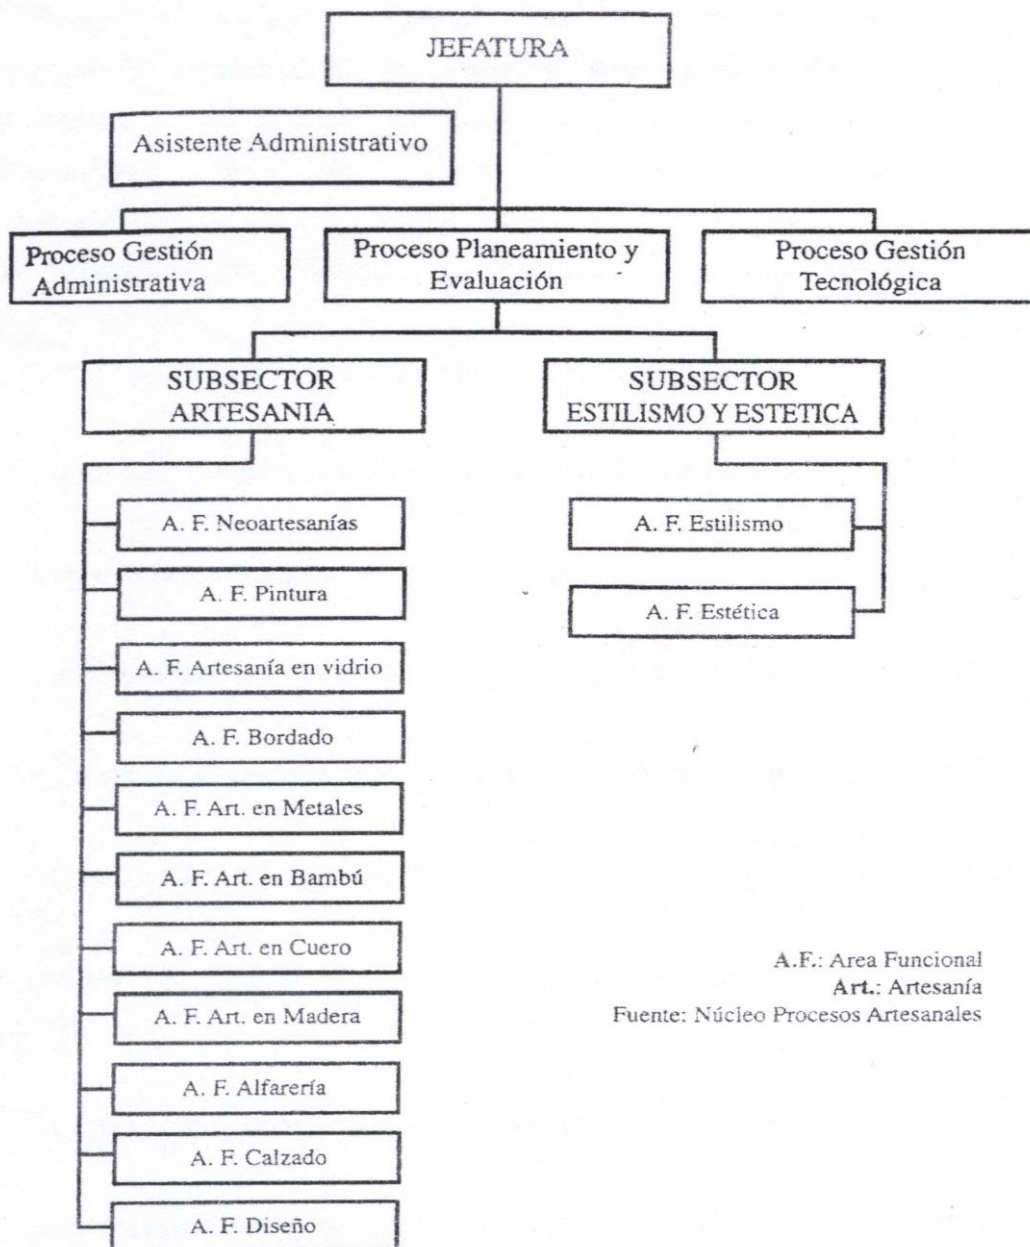 JEFATURA
Asistente Administrativo
Proceso Gestión
Administrativa
Proceso Planeamiento y
Evaluación
Proceso Gestión
Tecnológica
SUBSECTOR
ARTESANIA
SUBSECTOR
ESTILISMO Y ESTETICA
A. F. Neoartesanías
A. F. Pintura
A. F. Artesanía en vidrio
A. F. Bordado
A. F. Art. en Metales
A. F. Art. en Bambú
A. F. Art. en Cuero
A. F. Art. en Madera
A. F. Alfarería
A. F. Calzado
A. F. Diseño
A. F. Estilismo
A. F. Estética
A.F.: Area Funcional
Art.: Artesanía
Fuente: Núcleo Procesos Artesanales